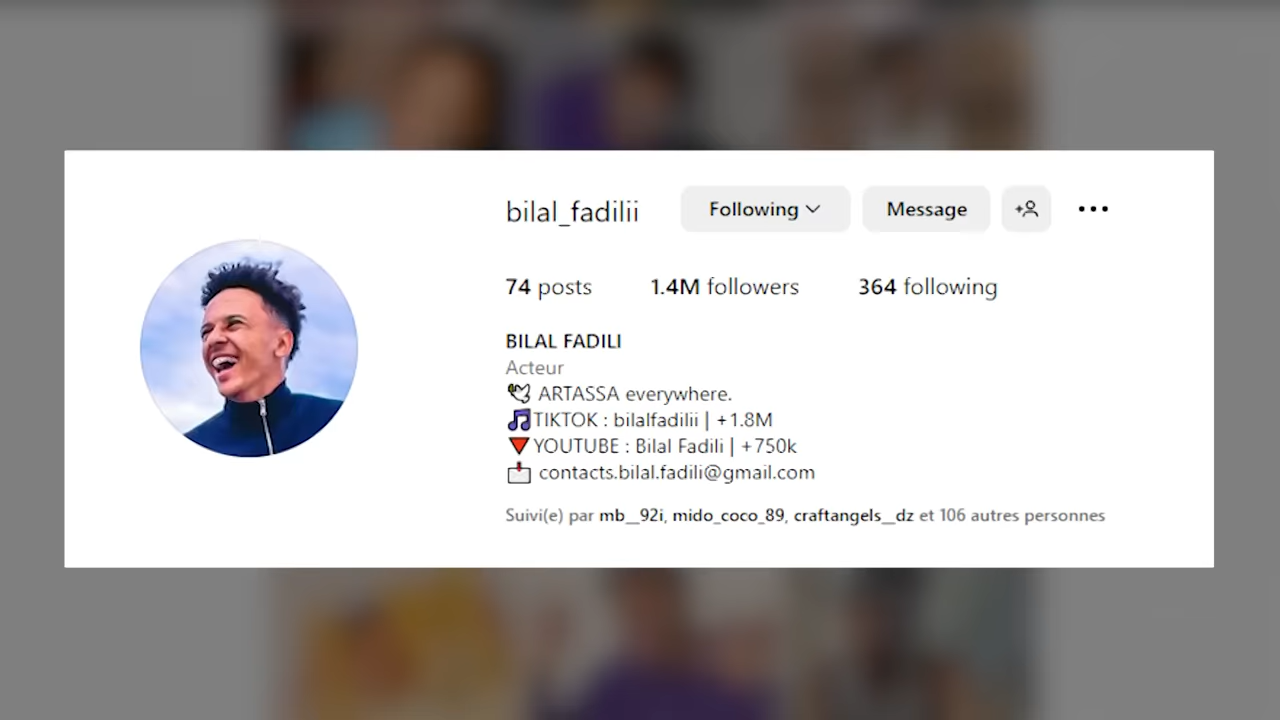 bilal_fadilii Following Message
74 posts 1.4M followers 364 following
BILAL FADILI
Acteur
🕊 ARTASSA everywhere.
🎵TIKTOK : bilalfadilii | +1.8M
🔻YOUTUBE : Bilal Fadili | +750k
📩 contacts.bilal.fadili@gmail.com
Suivi(e) par mb__92i, mido_coco_89, craftangels__dz et 106 autres personnes